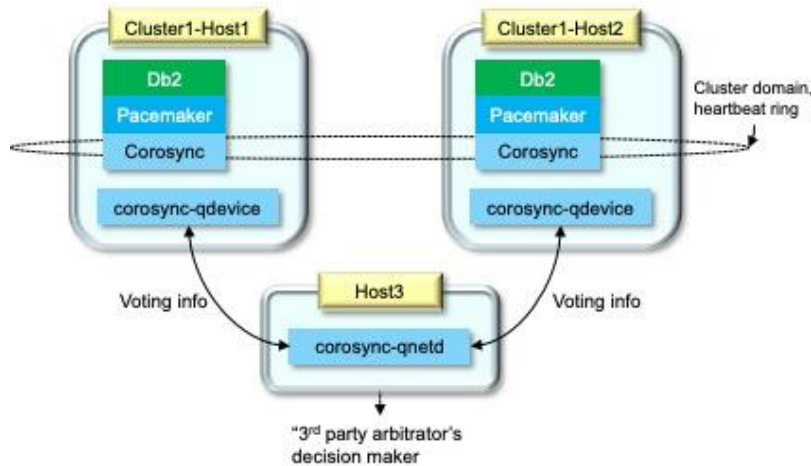 Cluster1-Host1
Db2
Pacemaker
Corosync
corosync-qdevice
Cluster1-Host2
Db2
Pacemaker
Corosync
corosync-qdevice
Cluster domain,
heartbeat ring
Voting info
Voting info
Host3
corosync-qnetd
“3rd party arbitrator’s
decision maker